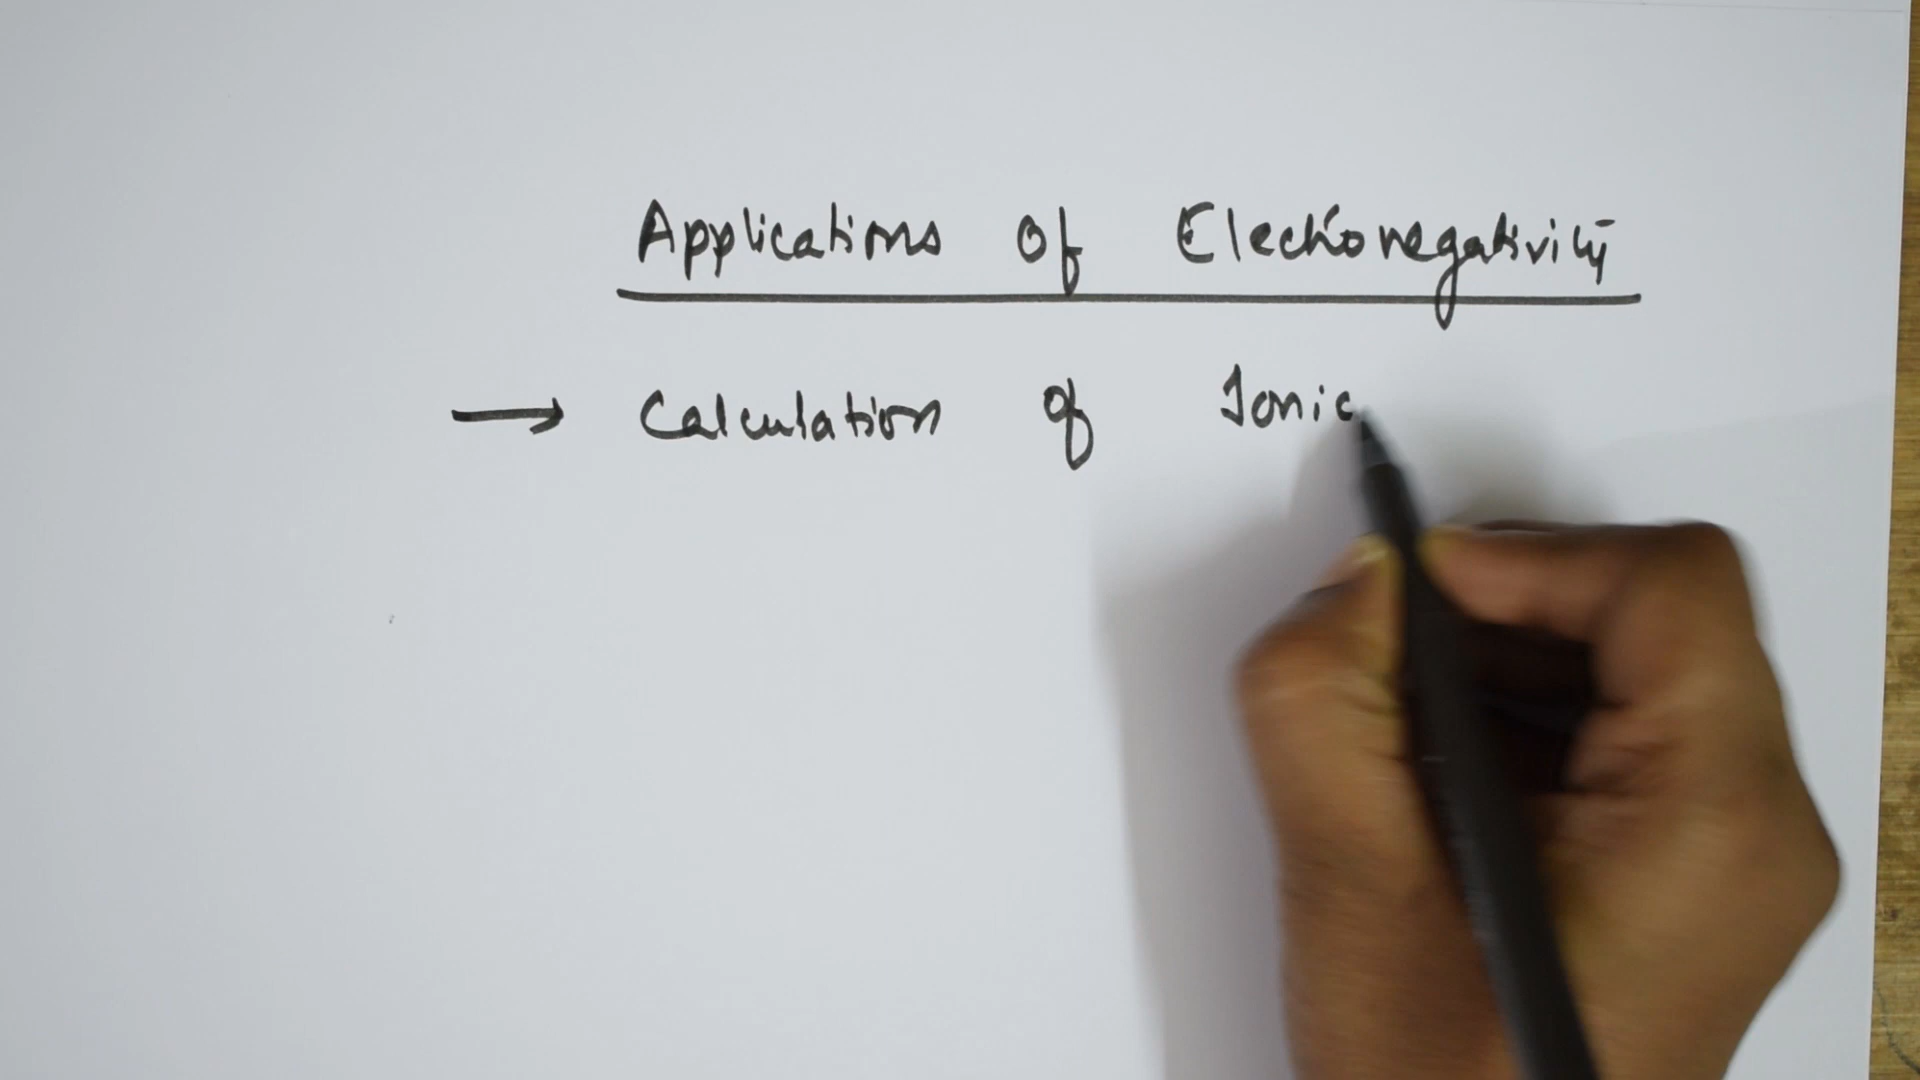 Applications Of Electronegativity
→ Calculation of Ionic